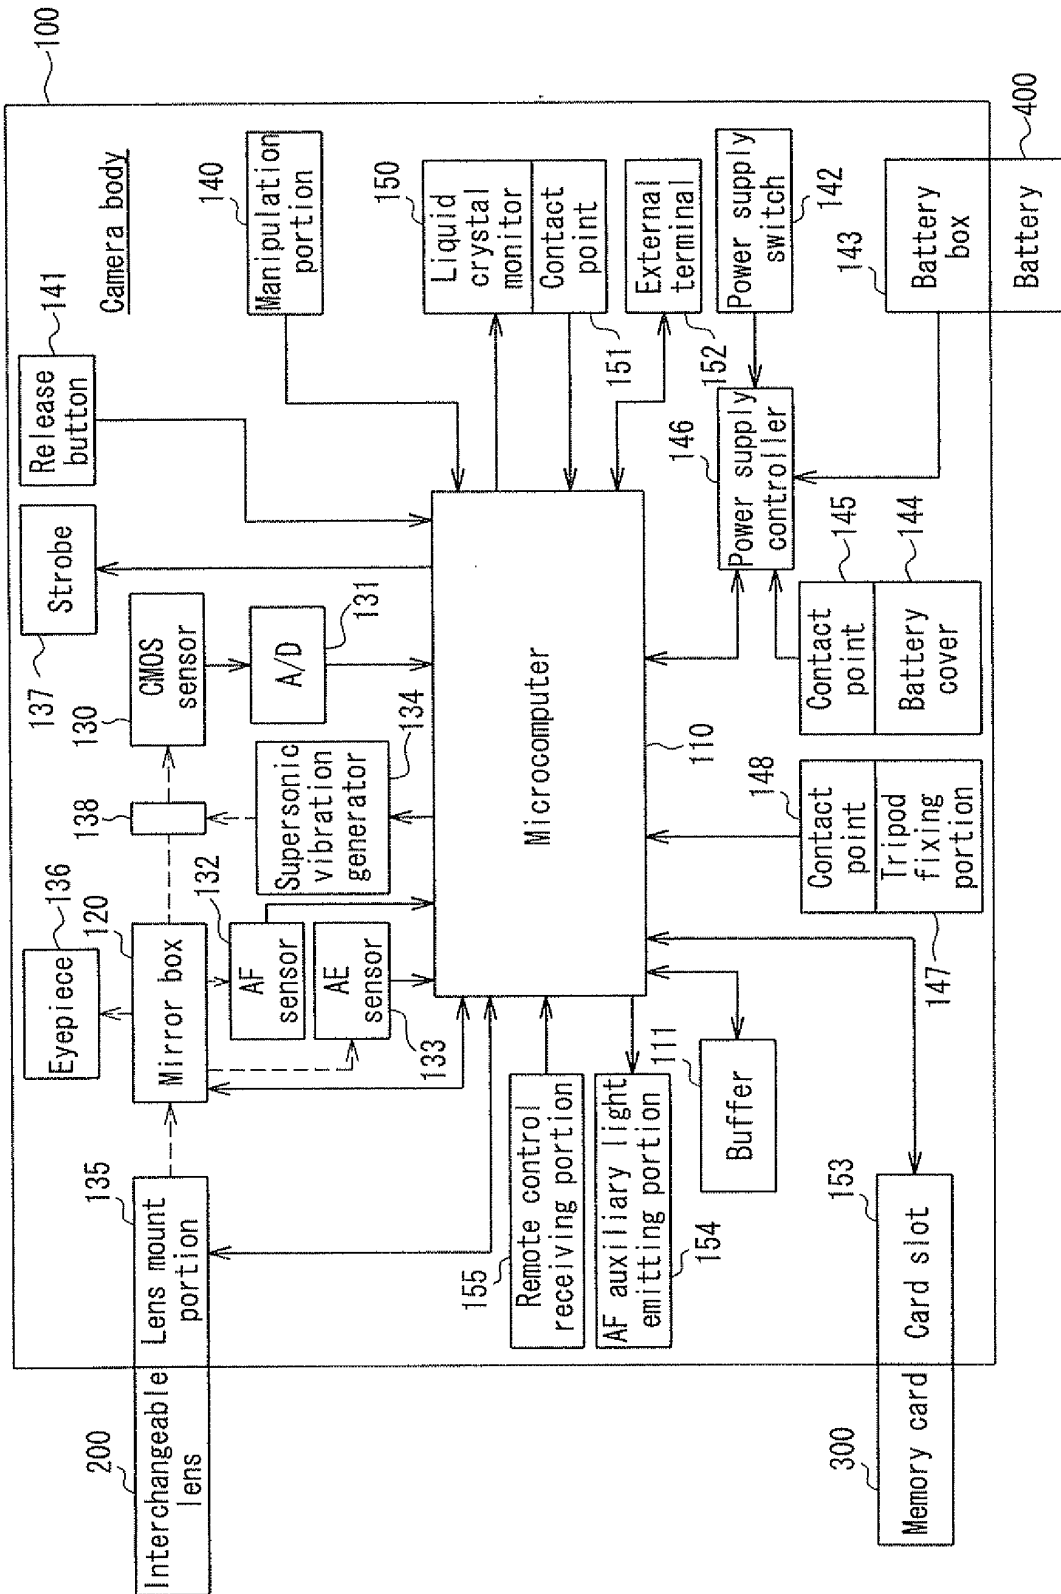 100
Camera body
Release
button
141
Strobe
137
CMOS
sensor
130
A/D
131
138
Supersonic
vibration
generator
134
Eyepiece
136
Mirror box
120
AF
sensor
132
AE
sensor
133
Lens mount
portion
135
Interchangeable
lens
200
Manipulation
portion
140
Liquid
crystal
monitor
150
Contact
point
151
External
terminal
152
Power supply
switch
142
Microcomputer
110
Power supply
controller
146
Battery
box
143
Battery
400
Contact
point
145
Battery
cover
144
Contact
point
148
Tripod
fixing
portion
147
Remote control
receiving portion
155
AF auxiliary light
emitting portion
154
Buffer
111
Card slot
153
Memory card
300